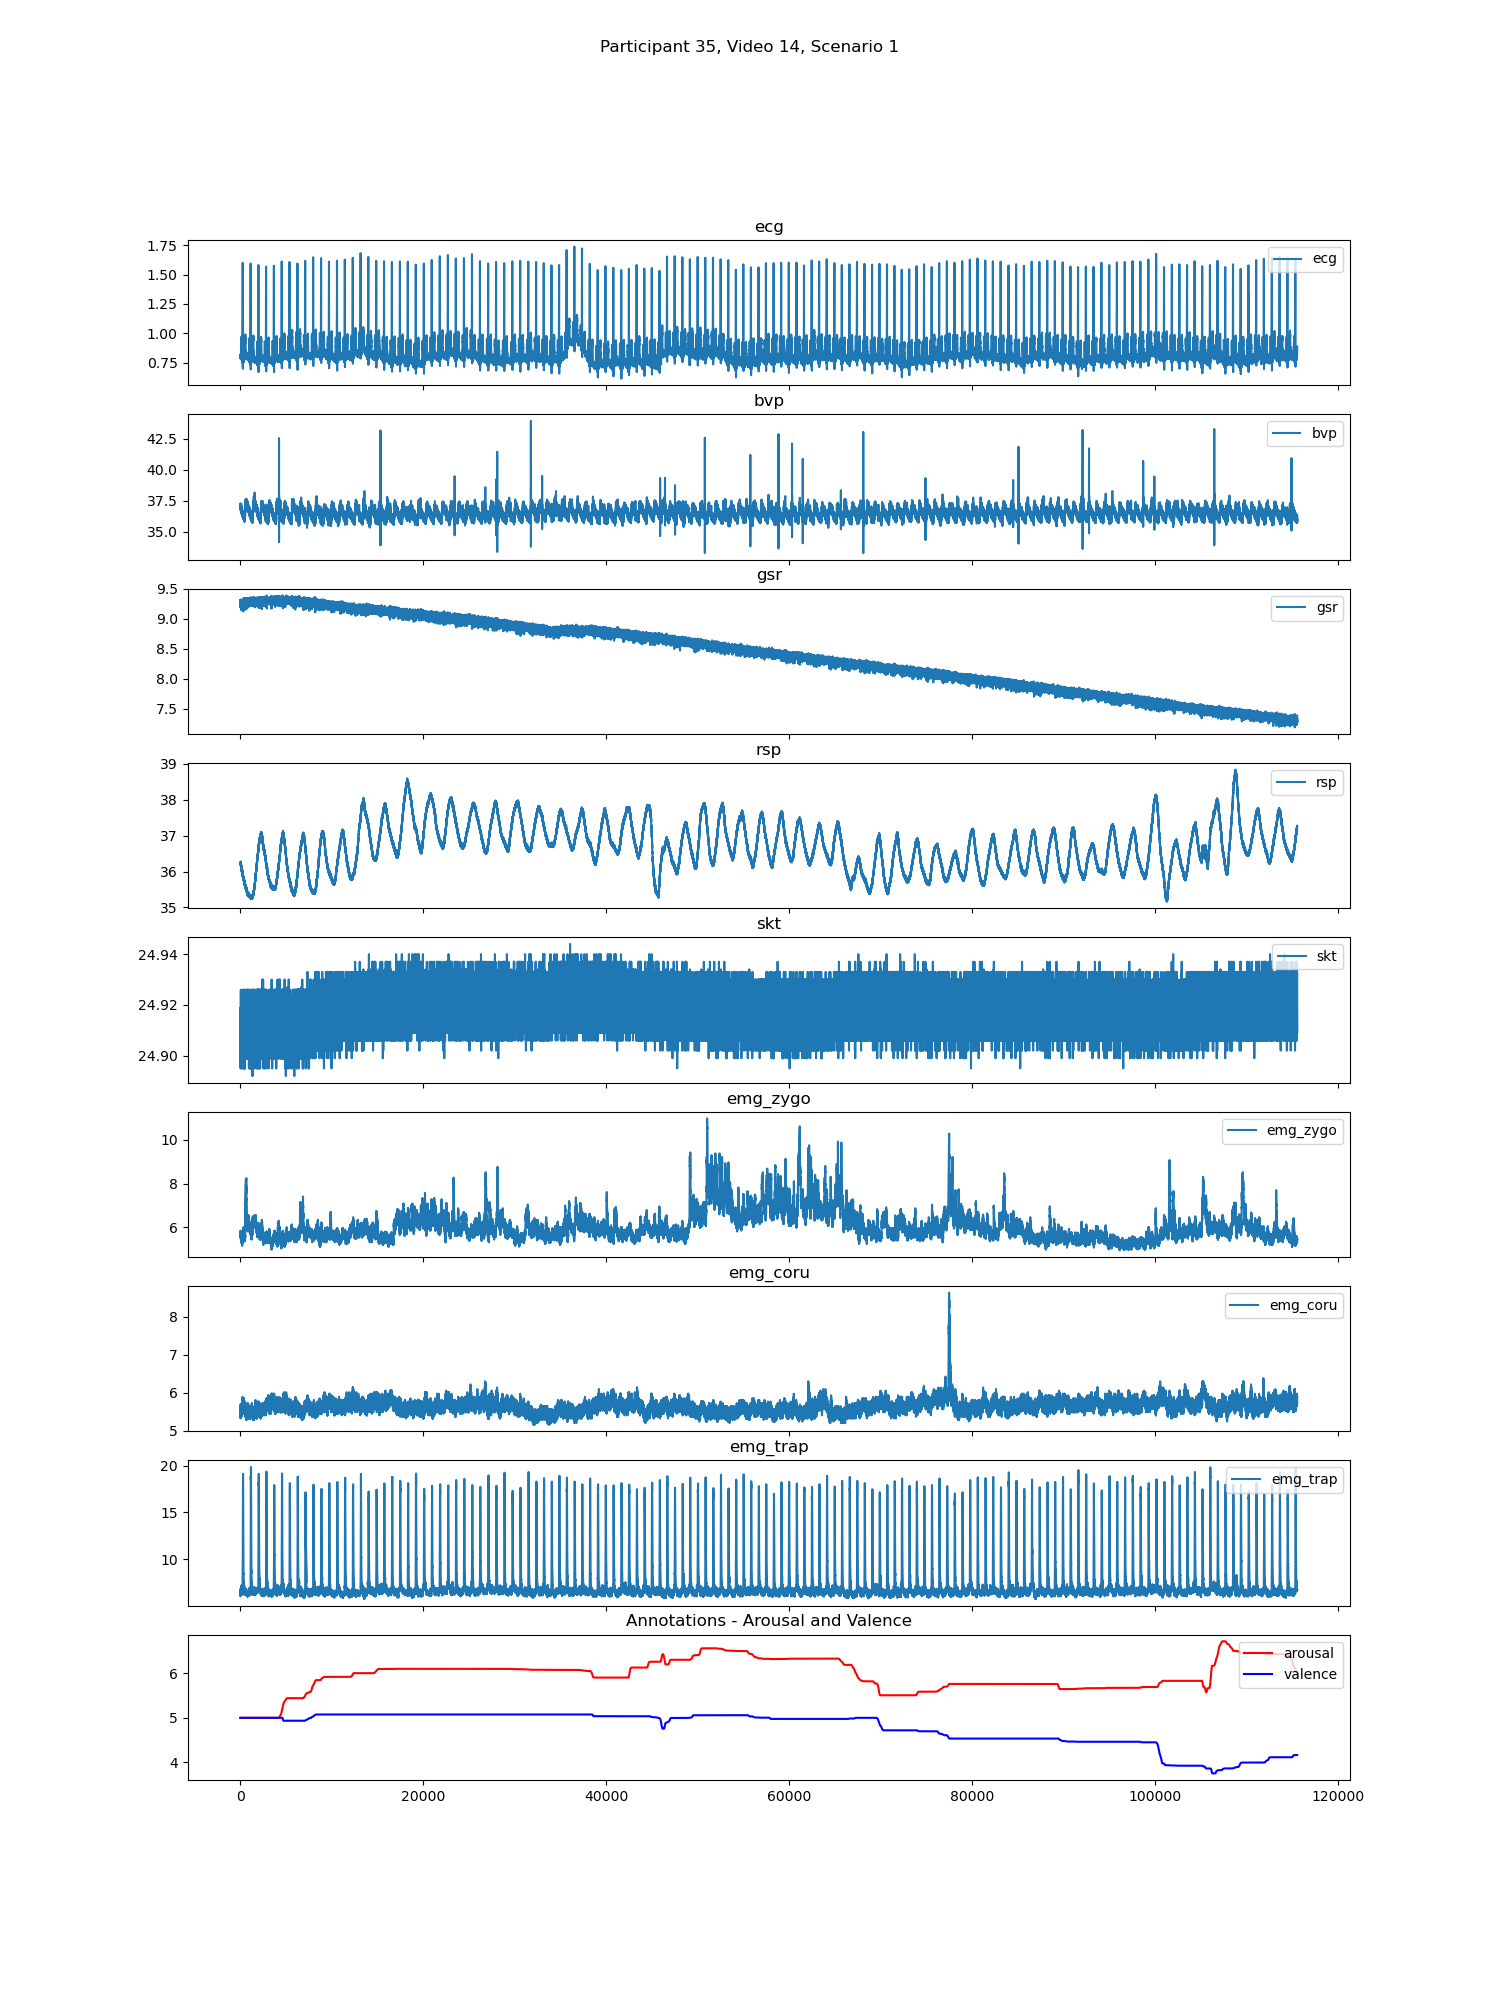 Participant 35, Video 14, Scenario 1
ecg
1.75
1.50
1.25
1.00
0.75
ecg
bvp
42.5
40.0
37.5
35.0
bvp
gsr
9.5
9.0
8.5
8.0
7.5
gsr
rsp
39
38
37
36
35
rsp
skt
24.94
24.92
24.90
skt
emg_zygo
10
8
6
emg_zygo
emg_coru
8
7
6
5
emg_coru
emg_trap
20
15
10
emg_trap
Annotations - Arousal and Valence
6
5
4
arousal
valence
0 20000 40000 60000 80000 100000 120000